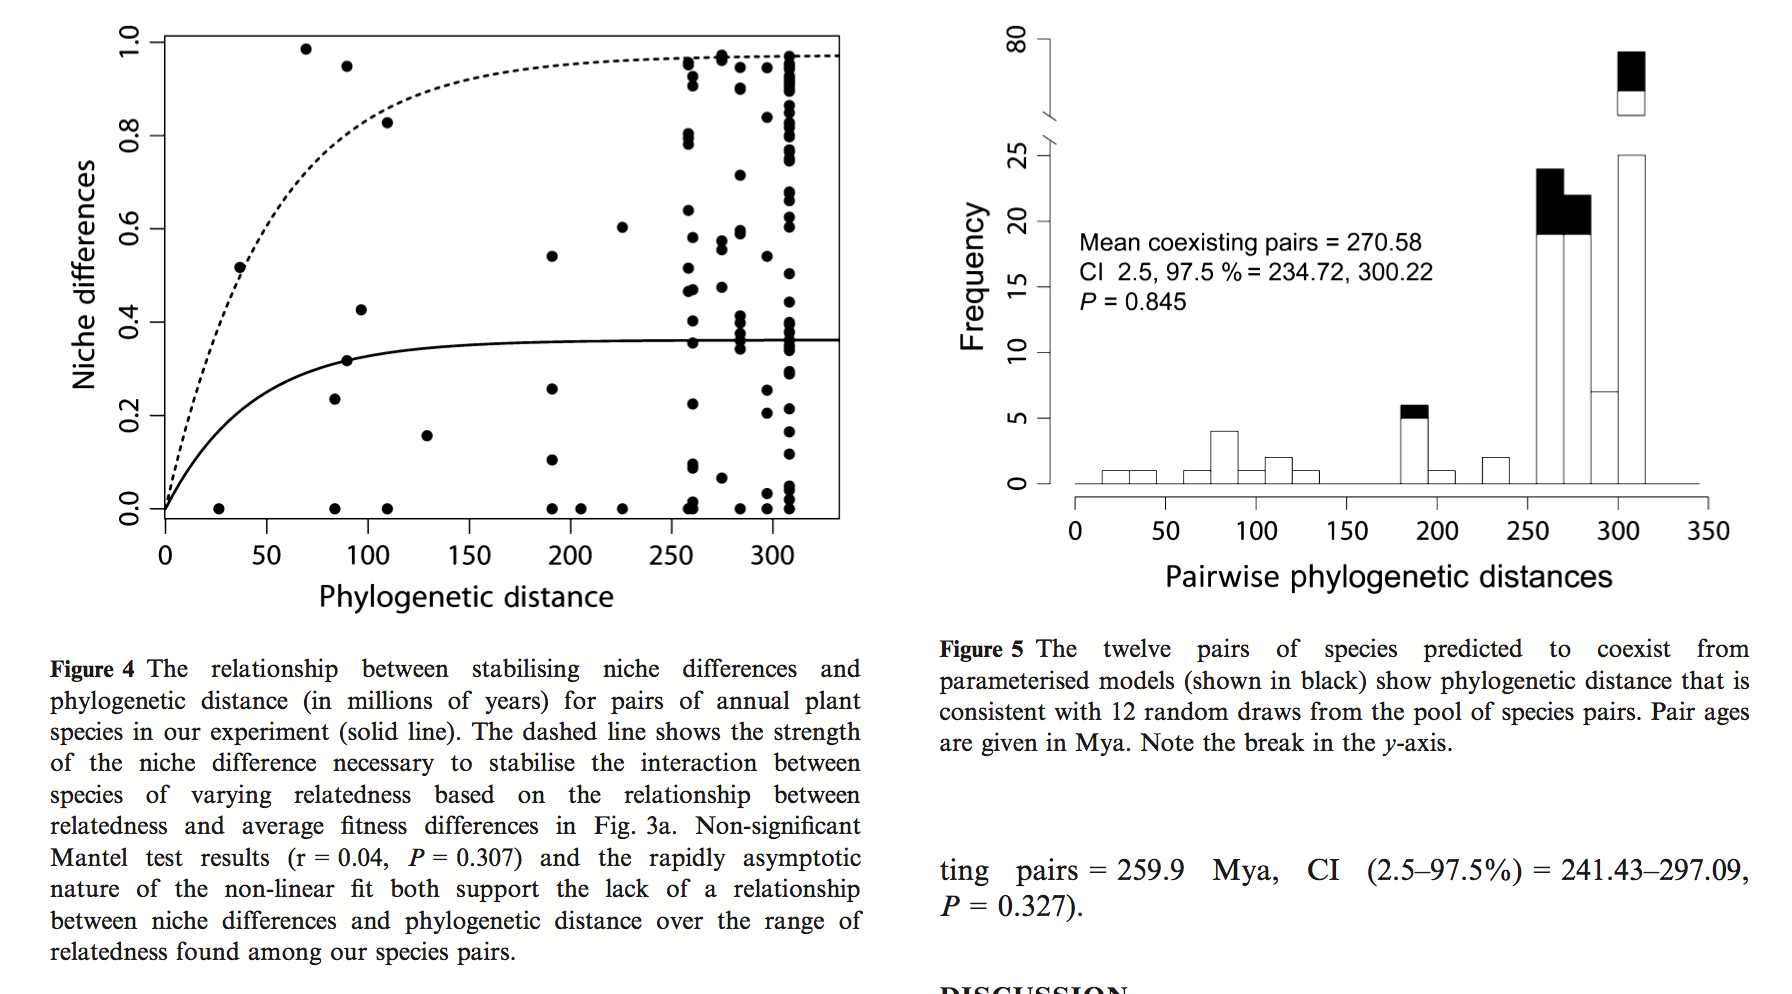 1.0
0.8
0.6
0.4
0.2
0.0
Niche differences
0
50
100
150
200
250
300
Phylogenetic distance
Figure 4 The relationship between stabilising niche differences and
phylogenetic distance (in millions of years) for pairs of annual plant
species in our experiment (solid line). The dashed line shows the strength
of the niche difference necessary to stabilise the interaction between
species of varying relatedness based on the relationship between
relatedness and average fitness differences in Fig. 3a. Non-significant
Mantel test results (r = 0.04, P = 0.307) and the rapidly asymptotic
nature of the non-linear fit both support the lack of a relationship
between niche differences and phylogenetic distance over the range of
relatedness found among our species pairs.
80
25
20
15
10
5
0
Frequency
Mean coexisting pairs = 270.58
CI 2.5, 97.5 % = 234.72, 300.22
P = 0.845
0
50
100
150
200
250
300
350
Pairwise phylogenetic distances
Figure 5 The twelve pairs of species predicted to coexist from
parameterised models (shown in black) show phylogenetic distance that is
consistent with 12 random draws from the pool of species pairs. Pair ages
are given in Mya. Note the break in the y-axis.
ting pairs = 259.9 Mya, CI (2.5–97.5%) = 241.43–297.09,
P = 0.327).
DISCUSSION